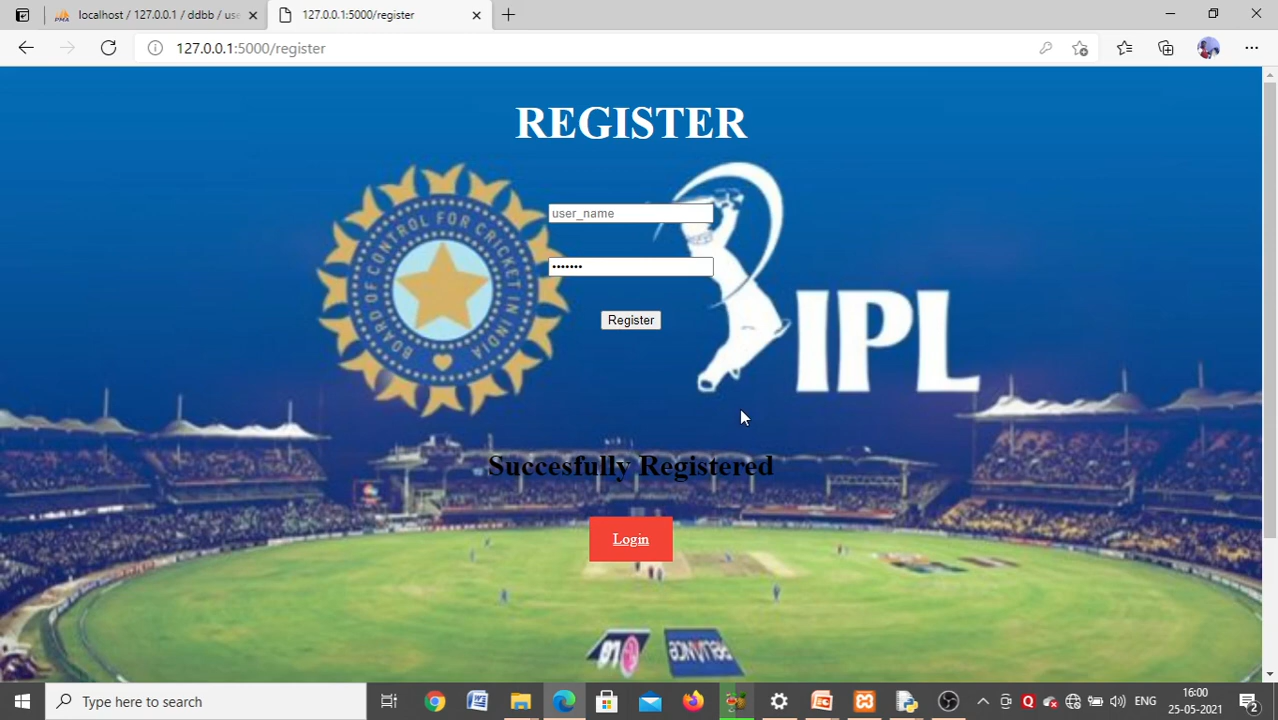 localhost / 127.0.0.1 / ddbb / use
127.0.0.1:5000/register
127.0.0.1:5000/register
REGISTER
user_name
•••••••
Register
BOARD OF CONTROL FOR CRICKET IN INDIA
IPL
Succesfully Registered
Login
Type here to search
ENG
16:00
25-05-2021
2